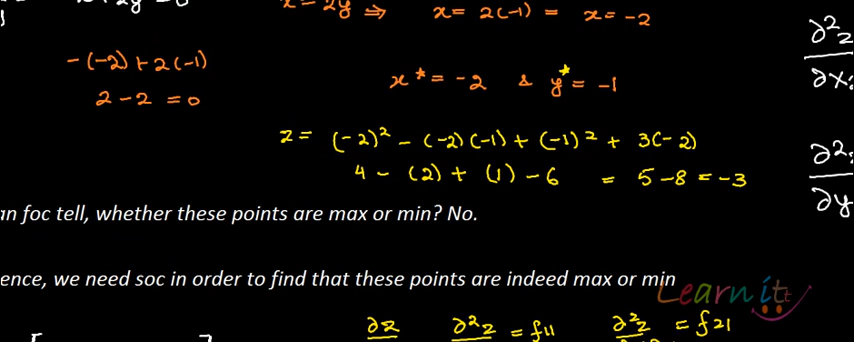 x = 2y ⇒ x = 2(-1) = x = -2
-(-2) + 2(-1)
2 - 2 = 0
x* = -2 & y* = -1
∂²z
∂x
z = (-2)² - (-2)(-1) + (-1)² + 3(-2)
4 - (2) + (1) - 6 = 5 - 8 = -3
∂²z
∂y
an foc tell, whether these points are max or min? No.
ence, we need soc in order to find that these points are indeed max or min
Learn itt
∂z ∂²z = f11 ∂²z = f21